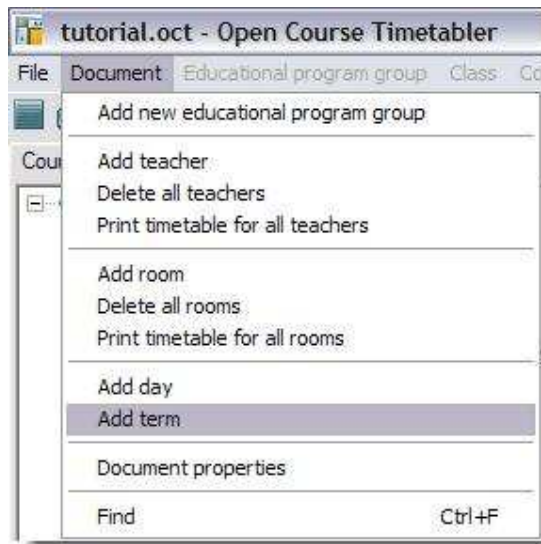 tutorial.oct - Open Course Timetabler
File Document Educational program group Class
Add new educational program group
Add teacher
Delete all teachers
Print timetable for all teachers
Add room
Delete all rooms
Print timetable for all rooms
Add day
Add term
Document properties
Find Ctrl+F